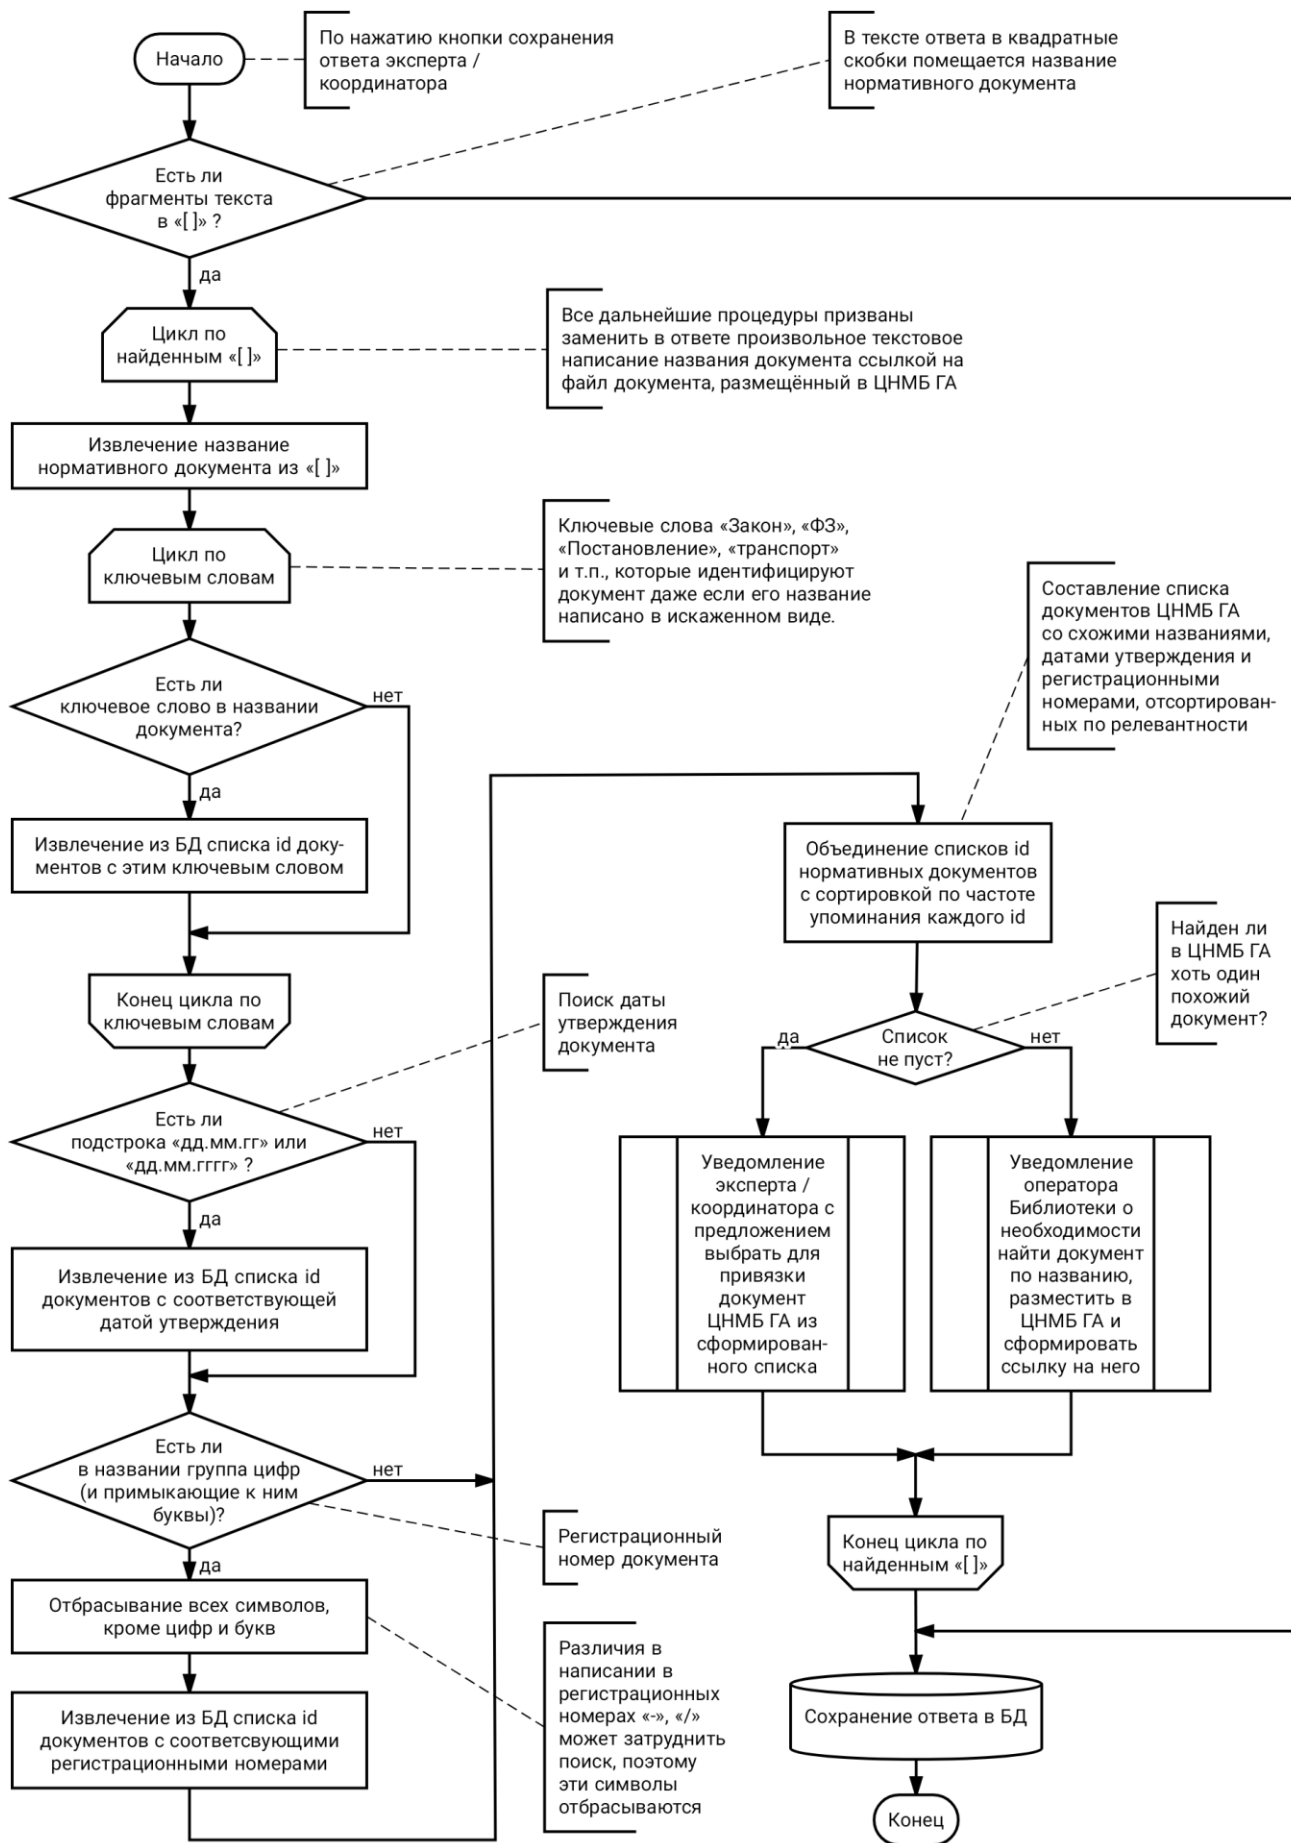 Начало
По нажатию кнопки сохранения
ответа эксперта /
координатора
В тексте ответа в квадратные
скобки помещается название
нормативного документа
Есть ли
фрагменты текста
в «[ ]» ?
да
Цикл по
найденным «[ ]»
Все дальнейшие процедуры призваны
заменить в ответе произвольное текстовое
написание названия документа ссылкой на
файл документа, размещённый в ЦНМБ ГА
Извлечение название
нормативного документа из «[ ]»
Цикл по
ключевым словам
Ключевые слова «Закон», «ФЗ»,
«Постановление», «транспорт»
и т.п., которые идентифицируют
документ даже если его название
написано в искаженном виде.
Есть ли
ключевое слово в названии
документа?
нет
да
Извлечение из БД списка id доку-
ментов с этим ключевым словом
Конец цикла по
ключевым словам
Поиск даты
утверждения
документа
Есть ли
подстрока «дд.мм.гг» или
«дд.мм.гггг» ?
нет
да
Извлечение из БД списка id
документов с соответствующей
датой утверждения
Есть ли
в названии группа цифр
(и примыкающие к ним
буквы)?
нет
да
Регистрационный
номер документа
Отбрасывание всех символов,
кроме цифр и букв
Различия в
написании в
регистрационных
номерах «-», «/»
может затруднить
поиск, поэтому
эти символы
отбрасываются
Извлечение из БД списка id
документов с соответсвующими
регистрационными номерами
Составление списка
документов ЦНМБ ГА
со схожими названиями,
датами утверждения и
регистрационными
номерами, отсортирован-
ных по релевантности
Объединение списков id
нормативных документов
с сортировкой по частоте
упоминания каждого id
Найден ли
в ЦНМБ ГА
хоть один
похожий
документ?
Список
не пуст?
да
нет
Уведомление
эксперта /
координатора с
предложением
выбрать для
привязки
документ
ЦНМБ ГА из
сформирован-
ного списка
Уведомление
оператора
Библиотеки о
необходимости
найти документ
по названию,
разместить в
ЦНМБ ГА и
сформировать
ссылку на него
Конец цикла по
найденным «[ ]»
Сохранение ответа в БД
Конец